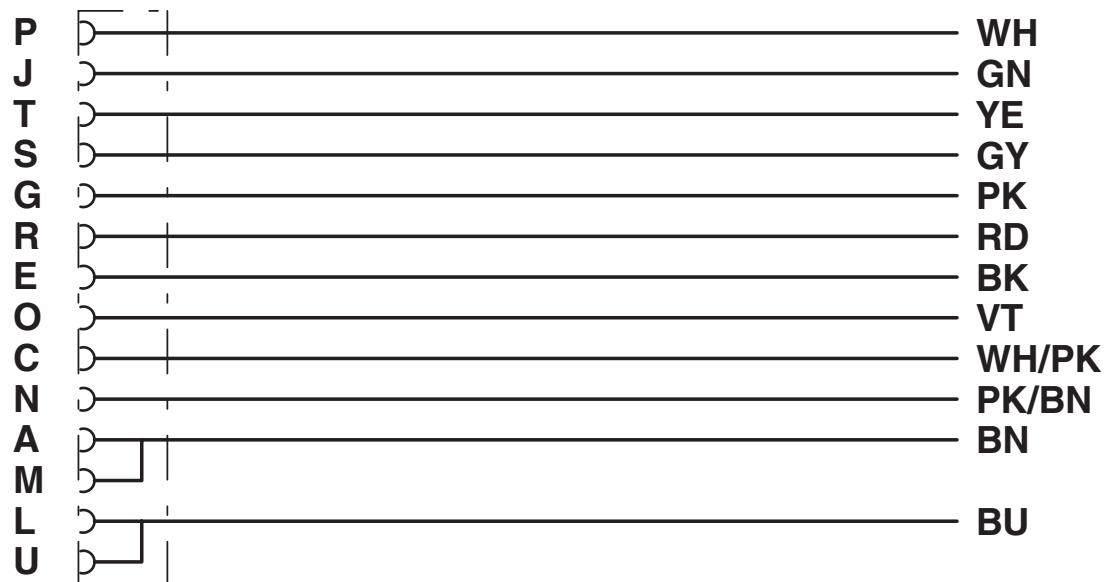 P WH
J GN
T YE
S GY
G PK
R RD
E BK
O VT
C WH/PK
N PK/BN
A BN
M
L BU
U